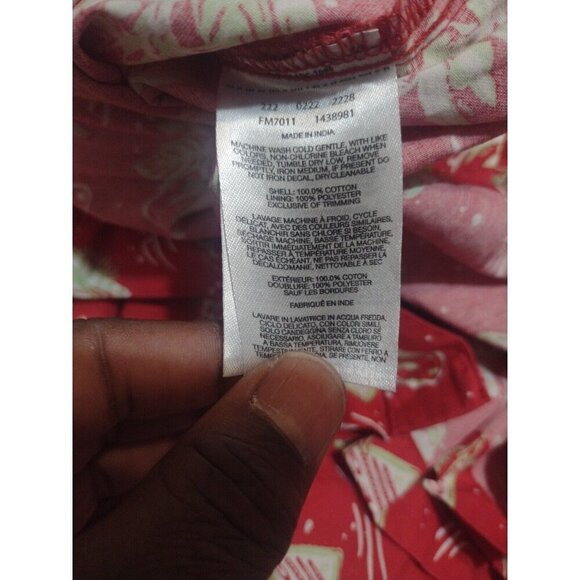 222 0222 2228
FM7011 1438981
MADE IN INDIA
MACHINE WASH COLD GENTLE, WITH LIKE
COLORS, NON-CHLORINE BLEACH WHEN
NEEDED, TUMBLE DRY LOW, REMOVE
PROMPTLY, IRON MEDIUM, IF PRESENT DO
NOT IRON DECAL, DRYCLEANABLE
SHELL: 100.0% COTTON
LINING: 100% POLYESTER
EXCLUSIVE OF TRIMMING
LAVAGE MACHINE À FROID, CYCLE
DÉLICAT, AVEC DES COULEURS SIMILAIRES,
BLANCHIR SANS CHLORE SI BESOIN,
SÉCHAGE MACHINE, BASSE TEMPÉRATURE,
SORTIR IMMÉDIATEMENT DE LA MACHINE,
REPASSER À TEMPÉRATURE MOYENNE,
LE CAS ÉCHÉANT, NE PAS REPASSER LA
DÉCALCOMANIE, NETTOYABLE À SEC
EXTÉRIEUR: 100.0% COTON
DOUBLURE: 100% POLYESTER
SAUF LES BORDURES
FABRIQUÉ EN INDE
LAVARE IN LAVATRICE IN ACQUA FREDDA,
CICLO DELICATO, CON COLORI SIMILI,
SOLO CANDEGGINA SENZA CLORO SE
NECESSARIO, ASCIUGARE A TAMBURO
A BASSA TEMPERATURA, RIMUOVERE
TEMPESTIVAMENTE, STIRARE CON FERRO A
SE PRESENTE, NON